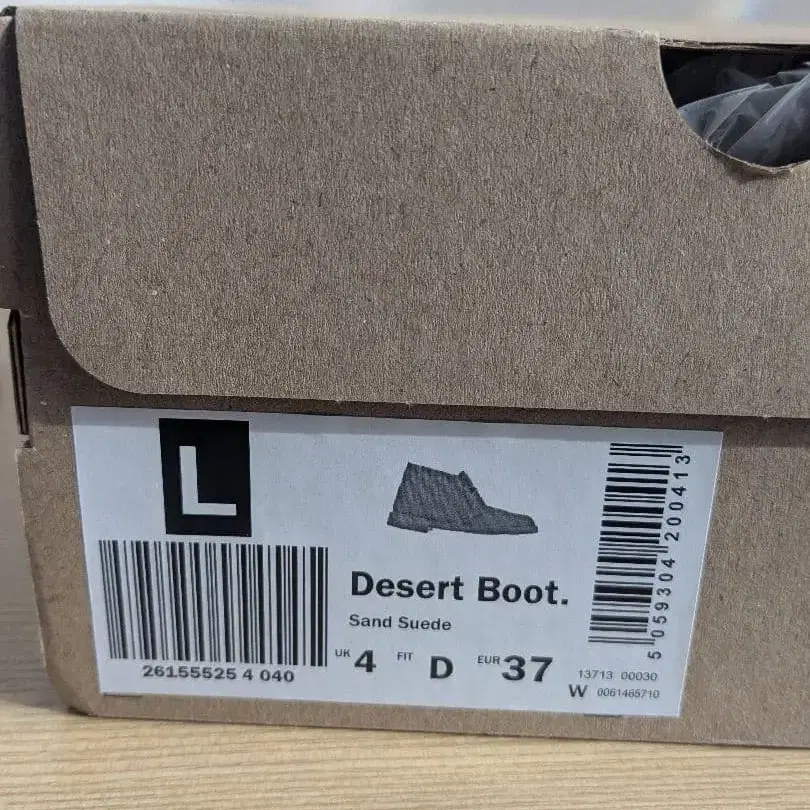 L
26155525 4 040
Desert Boot.
Sand Suede
UK 4 FIT D EUR 37
5 059304 200413
13713 00030
W 0061465710